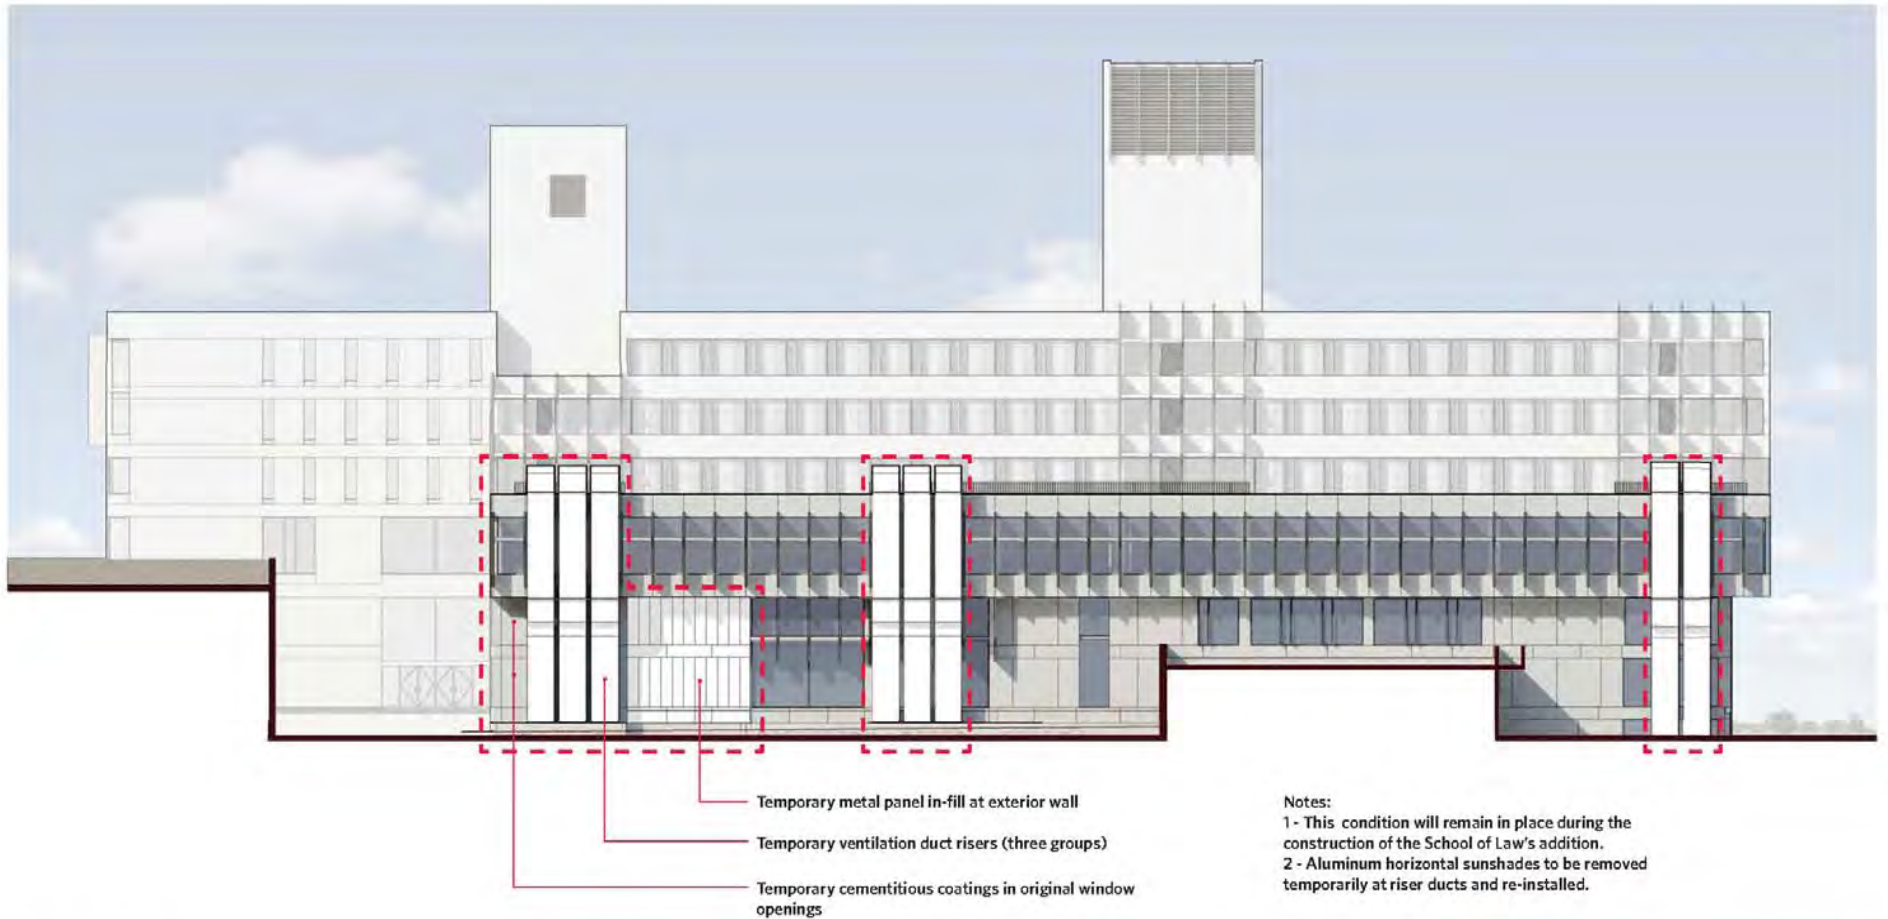 Temporary metal panel in-fill at exterior wall
Temporary ventilation duct risers (three groups)
Temporary cementitious coatings in original window
openings
Notes:
1 - This condition will remain in place during the
construction of the School of Law's addition.
2 - Aluminum horizontal sunshades to be removed
temporarily at riser ducts and re-installed.